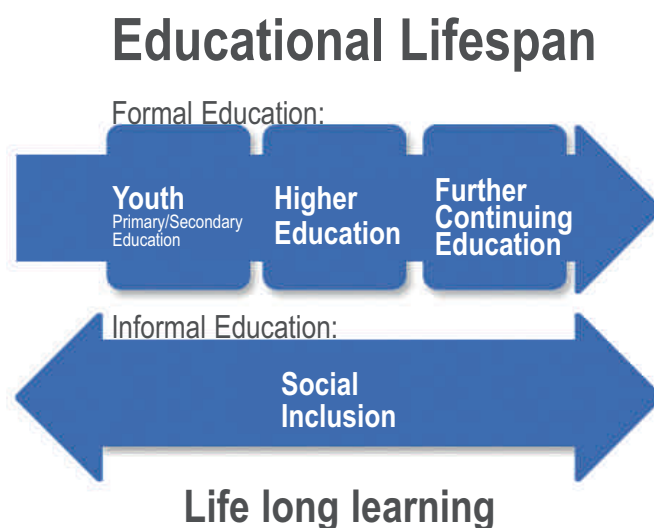 Educational Lifespan
Formal Education:
Youth
Primary/Secondary
Education
Higher
Education
Further
Continuing
Education
Informal Education:
Social
Inclusion
Life long learning